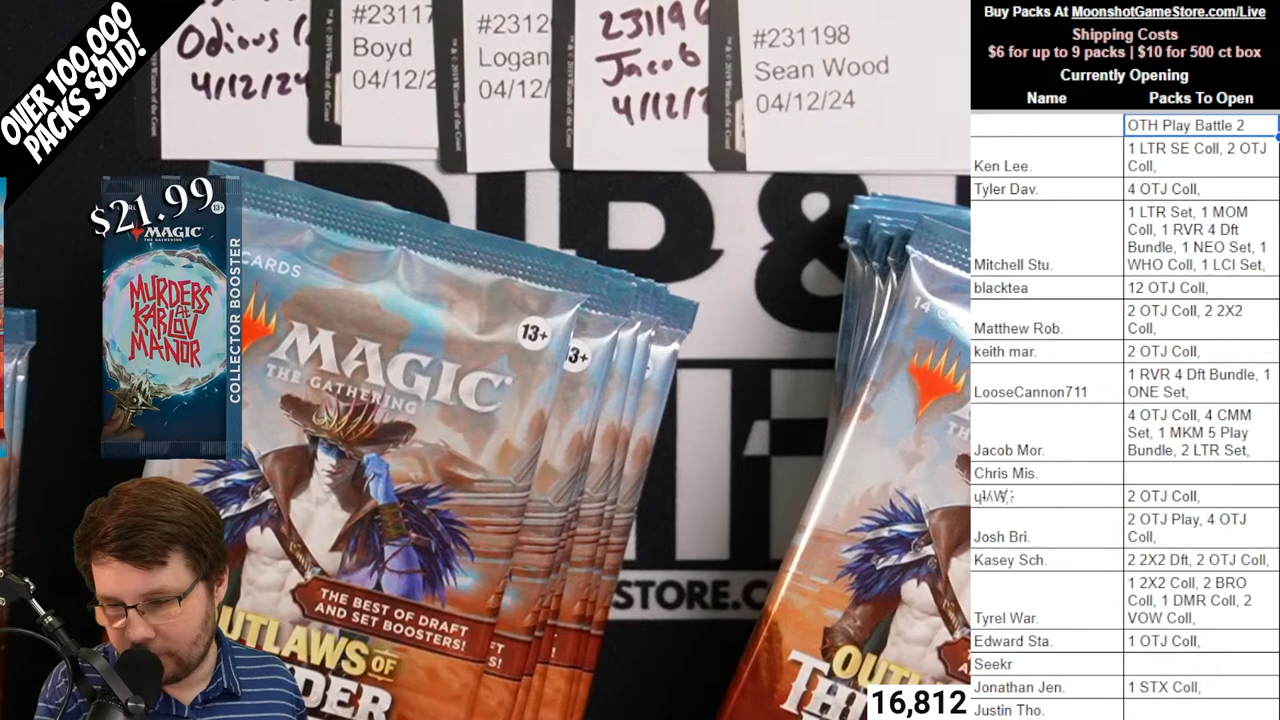 OVER 100,000
PACKS SOLD!
Odious
4/12/24
#23117
Boyd
04/12/2
#2312
Logan
04/12/
231196
Jacob
4/12/2
#231198
Sean Wood
04/12/24
$21.99
MAGIC
THE GATHERING
MURDERS
At
KARLOV
MANOR
COLLECTOR BOOSTER
CARDS
13+
13+
MAGIC
THE GATHERING
THE BEST OF DRAFT
AND SET BOOSTERS!
OUTLAWS OF
STORE.C
14
16,812
Buy Packs At MoonshotGameStore.com/Live
Shipping Costs
$6 for up to 9 packs | $10 for 500 ct box
Currently Opening
Name Packs To Open
OTH Play Battle 2
Ken Lee. 1 LTR SE Coll, 2 OTJ
Coll,
Tyler Dav. 4 OTJ Coll,
Mitchell Stu. 1 LTR Set, 1 MOM
Coll, 1 RVR 4 Dft
Bundle, 1 NEO Set, 1
WHO Coll, 1 LCI Set,
blacktea 12 OTJ Coll,
Matthew Rob. 2 OTJ Coll, 2 2X2
Coll,
keith mar. 2 OTJ Coll,
LooseCannon711 1 RVR 4 Dft Bundle, 1
ONE Set,
Jacob Mor. 4 OTJ Coll, 4 CMM
Set, 1 MKM 5 Play
Bundle, 2 LTR Set,
Chris Mis.
2 OTJ Coll,
Josh Bri. 2 OTJ Play, 4 OTJ
Coll,
Kasey Sch. 2 2X2 Dft, 2 OTJ Coll,
Tyrel War. 1 2X2 Coll, 2 BRO
Coll, 1 DMR Coll, 2
VOW Coll,
Edward Sta. 1 OTJ Coll,
Seekr
Jonathan Jen. 1 STX Coll,
Justin Tho.